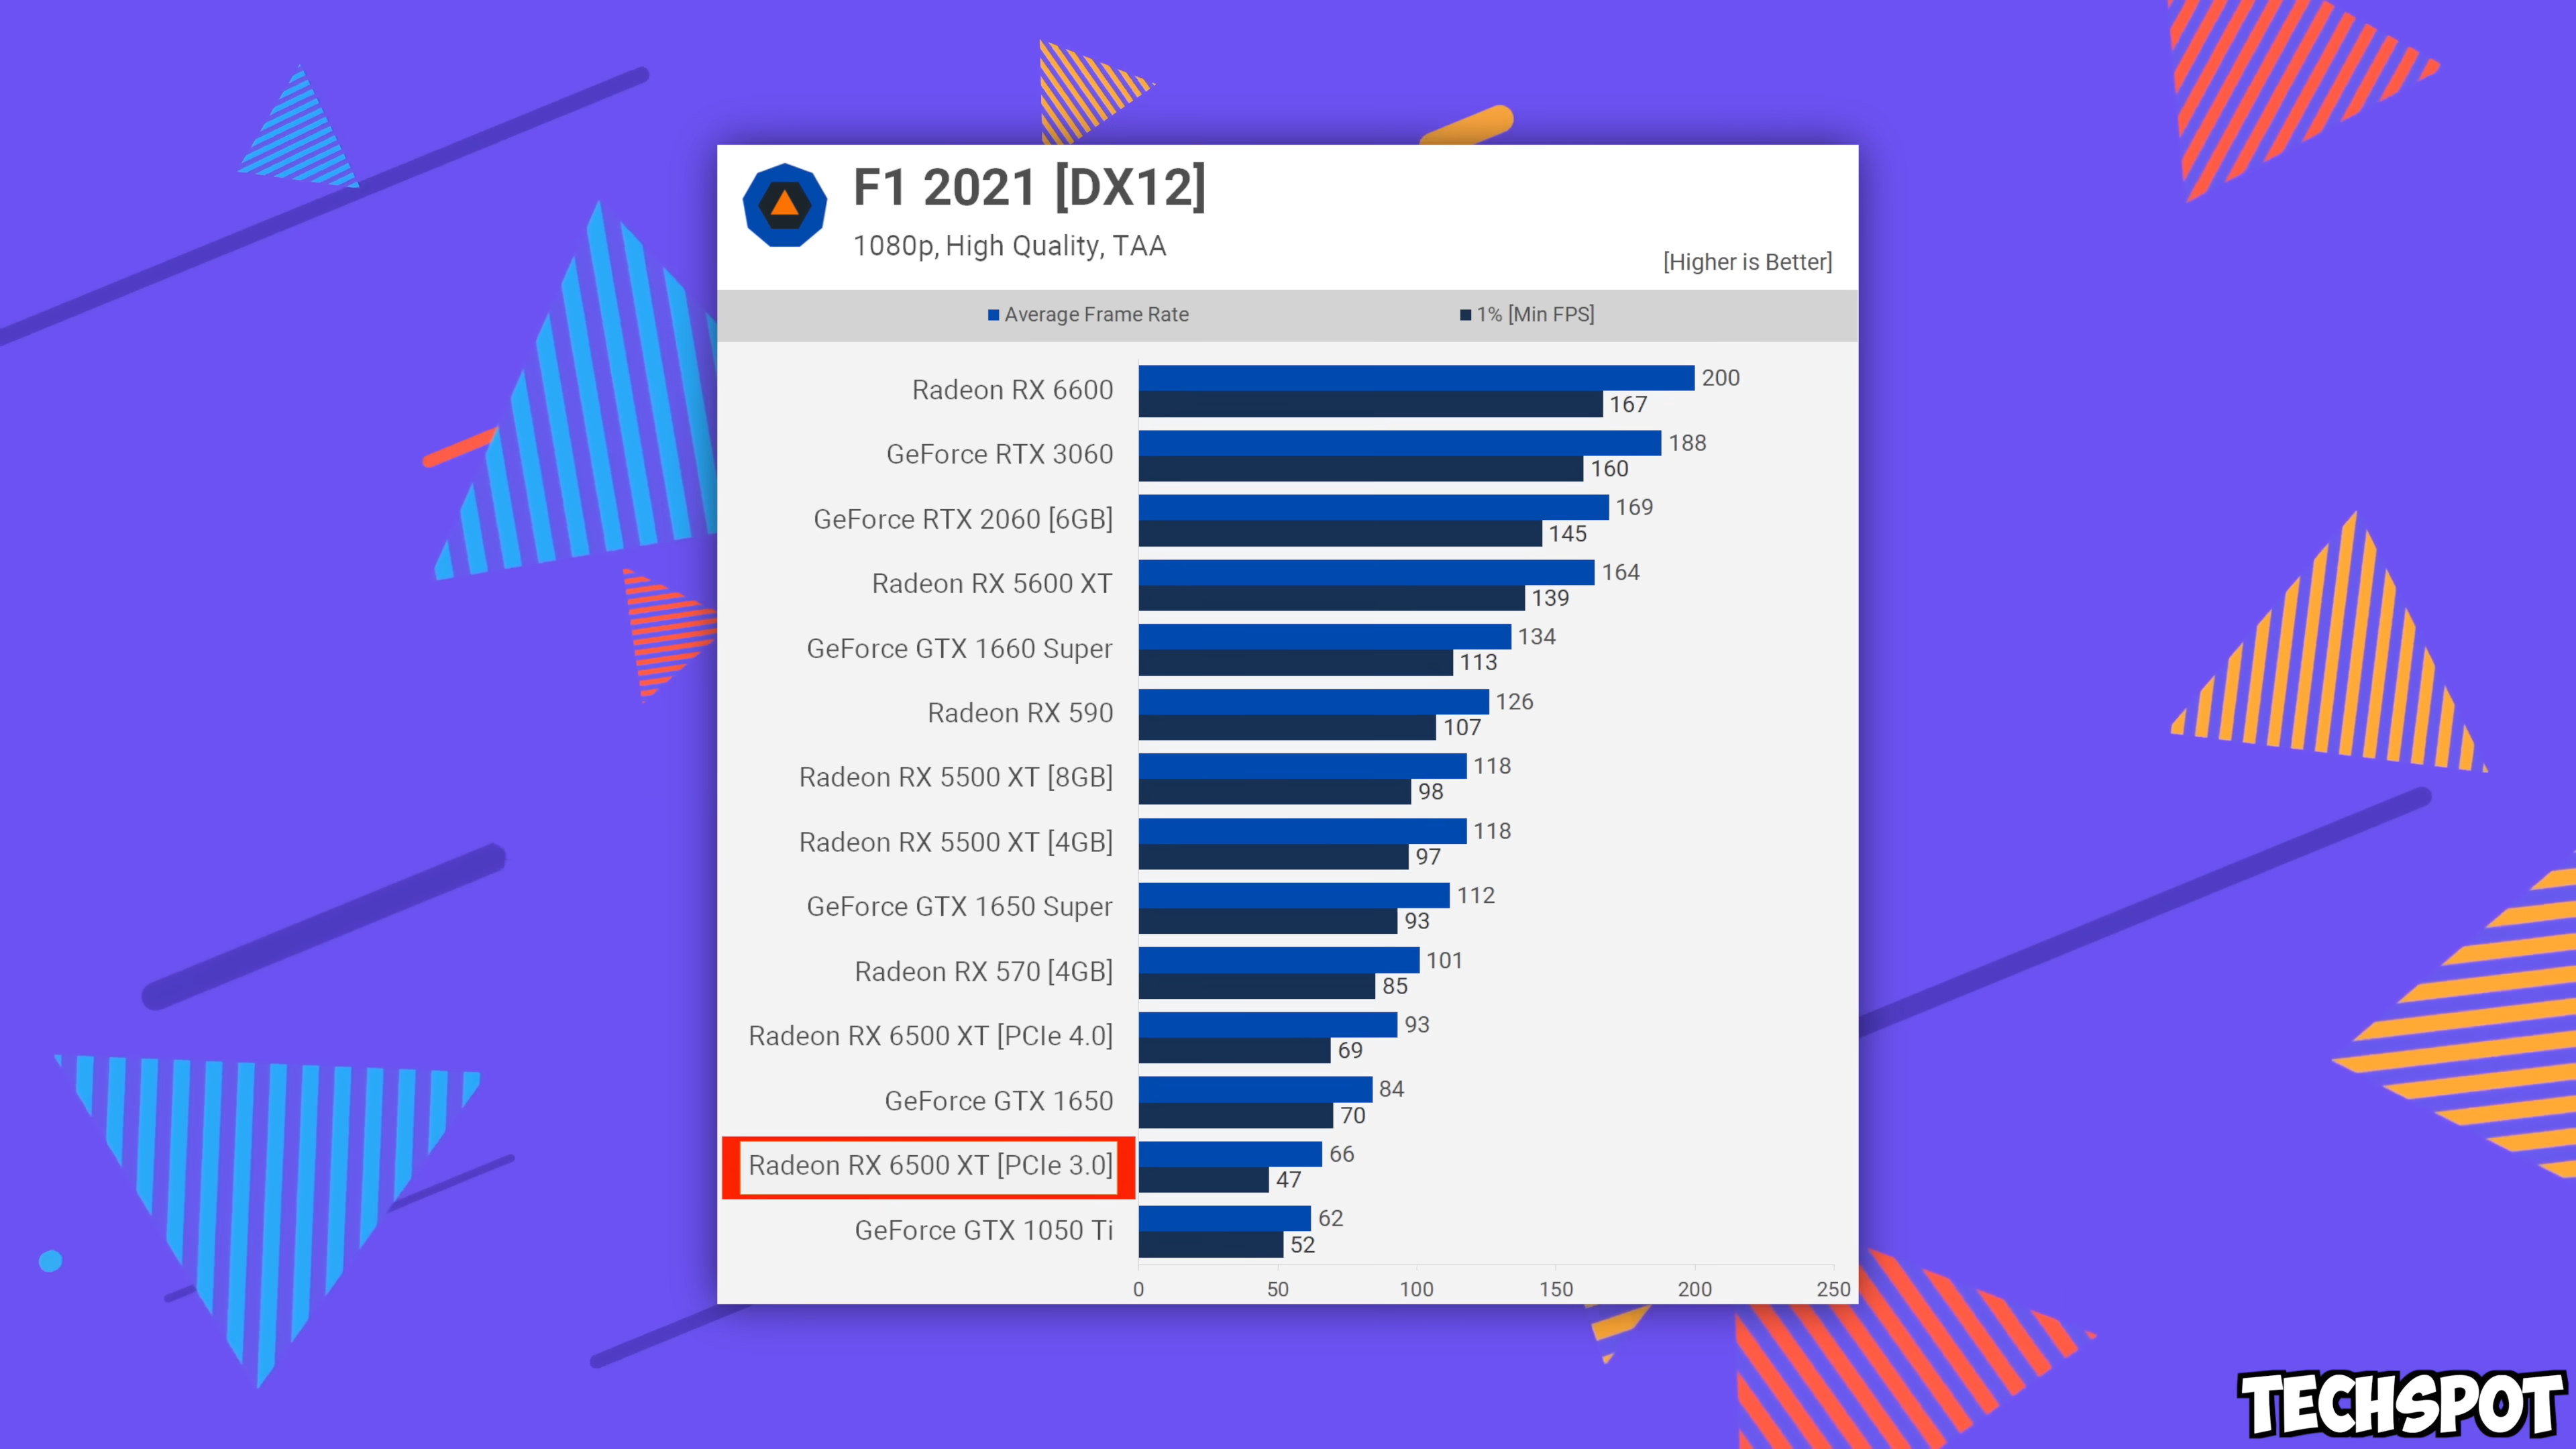 F1 2021 [DX12]
1080p, High Quality, TAA
[Higher is Better]
Average Frame Rate 1% [Min FPS]
Radeon RX 6600 200
167
GeForce RTX 3060 188
160
GeForce RTX 2060 [6GB] 169
145
Radeon RX 5600 XT 164
139
GeForce GTX 1660 Super 134
113
Radeon RX 590 126
107
Radeon RX 5500 XT [8GB] 118
98
Radeon RX 5500 XT [4GB] 118
97
GeForce GTX 1650 Super 112
93
Radeon RX 570 [4GB] 101
85
Radeon RX 6500 XT [PCIe 4.0] 93
69
GeForce GTX 1650 84
70
Radeon RX 6500 XT [PCIe 3.0] 66
47
GeForce GTX 1050 Ti 62
52
0 50 100 150 200 250
TECHSPOT